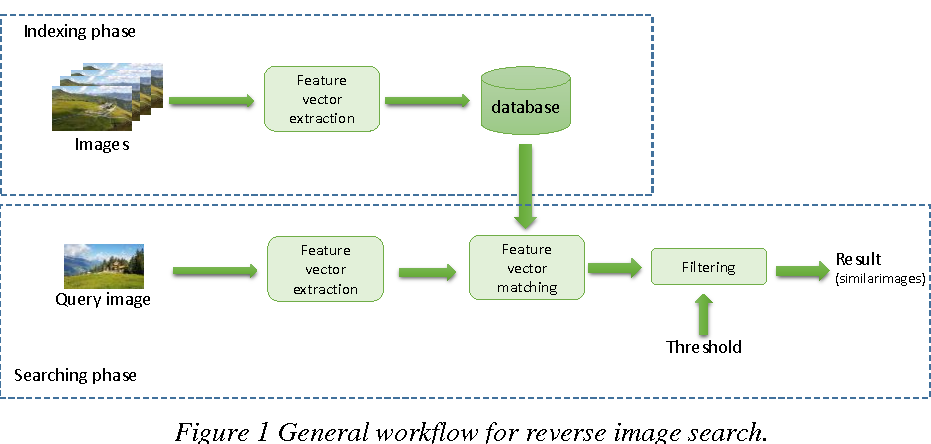 Indexing phase
Images
Feature
vector
extraction
database
Query image
Feature
vector
extraction
Feature
vector
matching
Filtering
Result
(similarimages)
Threshold
Searching phase
Figure 1 General workflow for reverse image search.